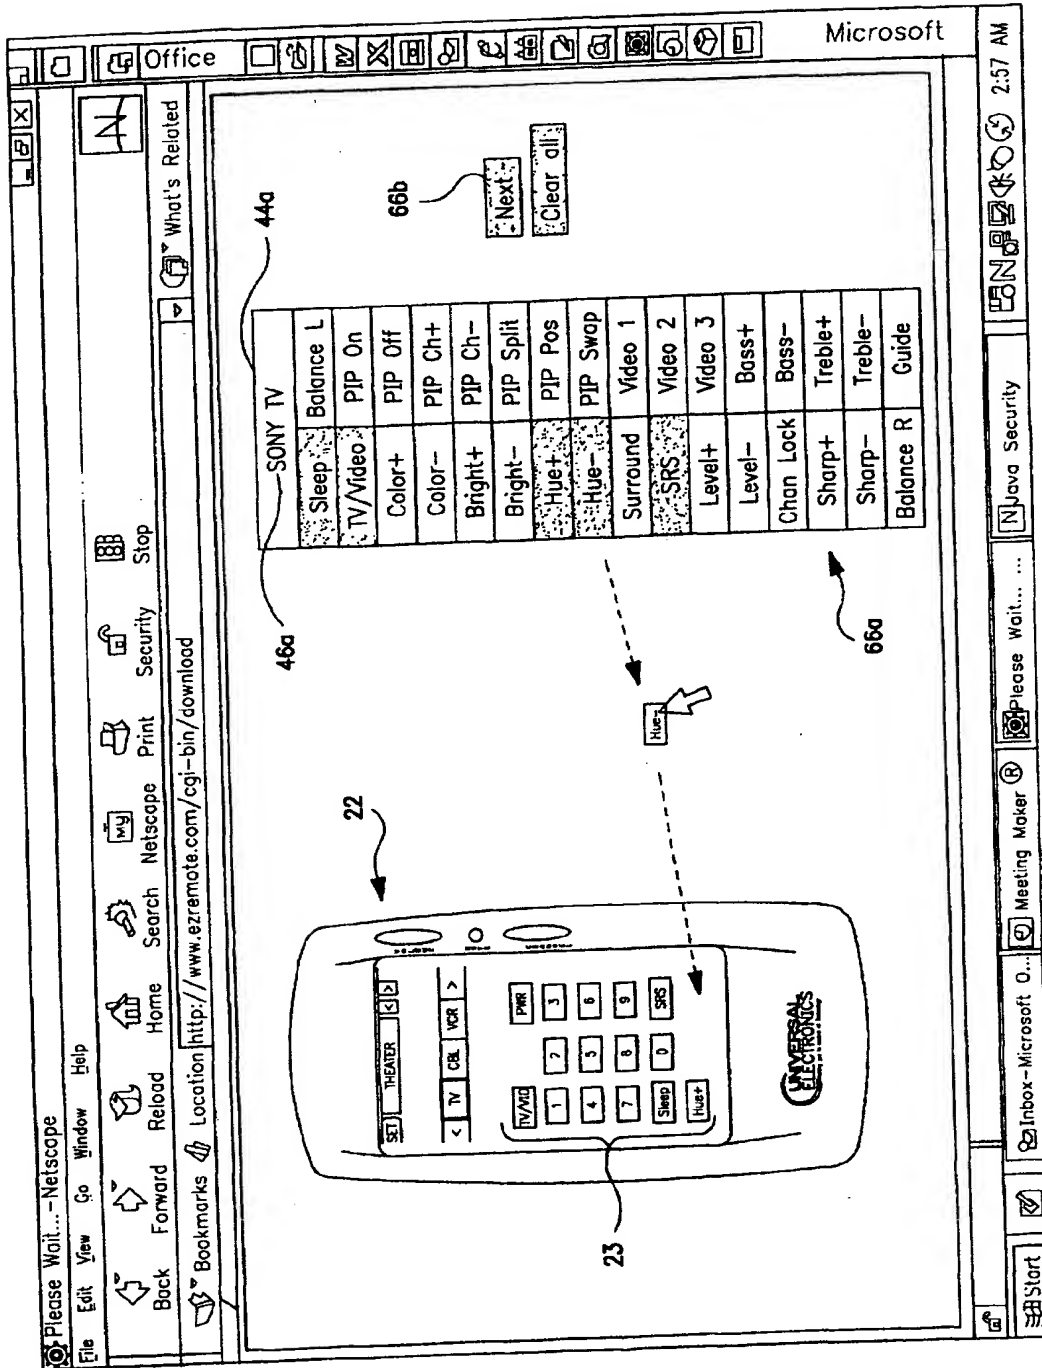 Please Wait...-Netscape
File Edit View Go Window Help
Back Forward Reload Home Search Netscape Print Security Stop
My
N
Bookmarks Location http://www.ezremote.com/cgi-bin/download What's Related
Office
Microsoft
22
23
SET THEATER < >
< TV CBL VCR >
TV/VID PWR
1 2 3
4 5 6
7 8 9
Sleep 0 SRS
Hue+
UNIVERSAL
ELECTRONICS
Hue-
46a
44a
SONY TV
Sleep Balance L
TV/Video PIP On
Color+ PIP Off
Color- PIP Ch+
Bright+ PIP Ch-
Bright- PIP Split
Hue+ PIP Pos
Hue- PIP Swap
Surround Video 1
SRS Video 2
Level+ Video 3
Level- Bass+
Chan Lock Bass-
Sharp+ Treble+
Sharp- Treble-
Balance R Guide
66a
66b
Next
Clear all
Start Inbox-Microsoft O... Meeting Maker ® Please Wait... ... N Java Security 2:57 AM